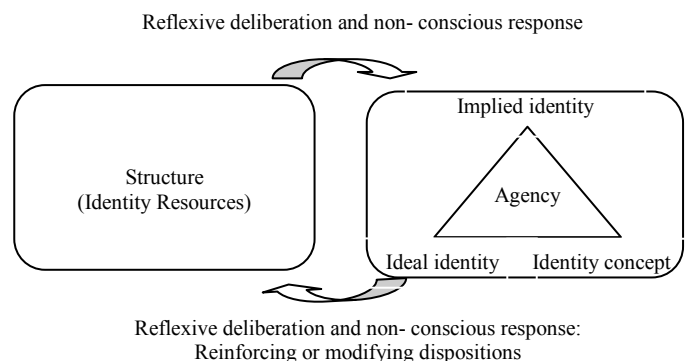 Reflexive deliberation and non- conscious response
Structure
(Identity Resources)
Implied identity
Agency
Ideal identity
Identity concept
Reflexive deliberation and non- conscious response:
Reinforcing or modifying dispositions